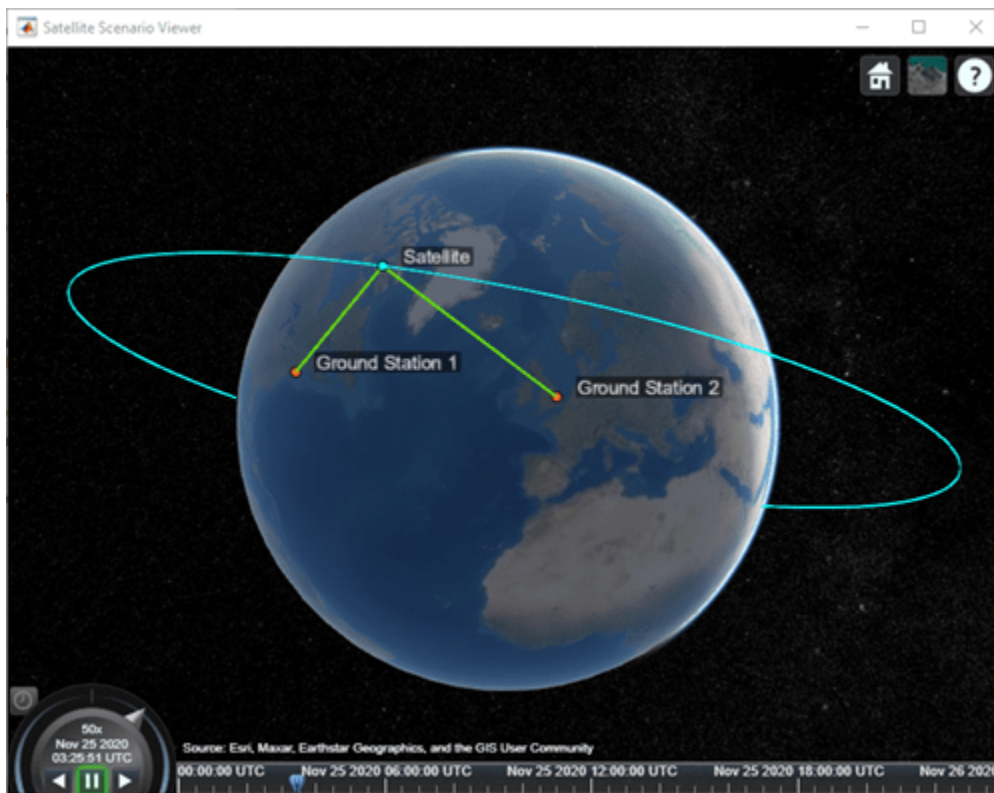 Satellite Scenario Viewer
?
Satellite
Ground Station 1
Ground Station 2
50x
Nov 25 2020
03:25:51 UTC
Source: Esri, Maxar, Earthstar Geographics, and the GIS User Community
00:00:00 UTC Nov 25 2020 06:00:00 UTC Nov 25 2020 12:00:00 UTC Nov 25 2020 18:00:00 UTC Nov 26 2020